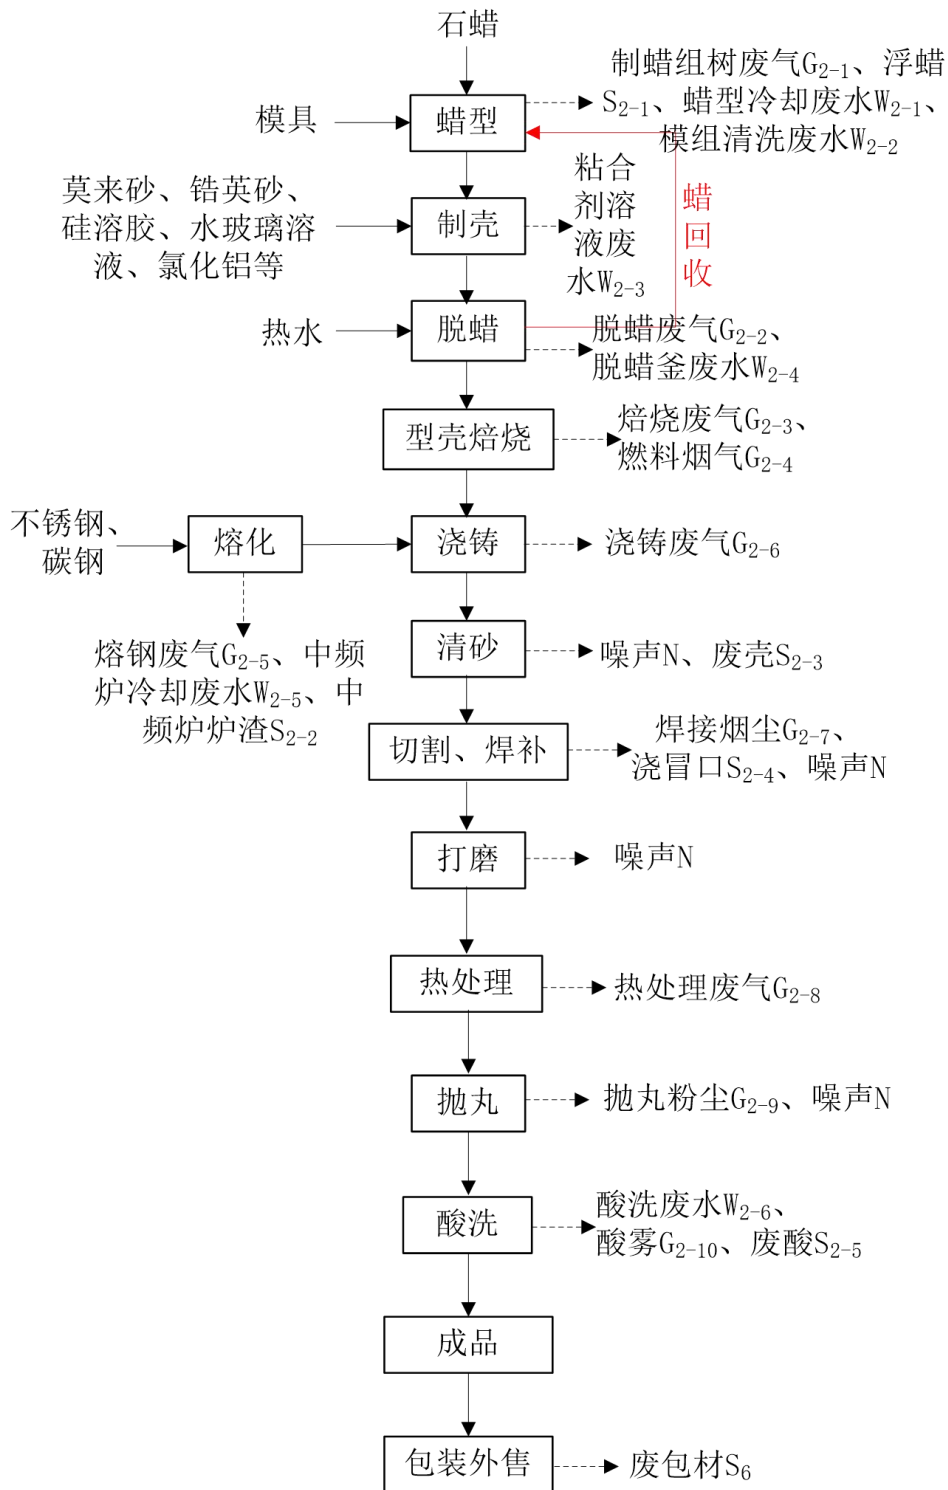 石蜡
制蜡组树废气G2-1、浮蜡
S2-1、蜡型冷却废水W2-1、
模组清洗废水W2-2
模具
蜡型
莫来砂、锆英砂、
硅溶胶、水玻璃溶
液、氯化铝等
制壳
粘合
剂溶
液废
水W2-3
蜡
回
收
热水
脱蜡
脱蜡废气G2-2、
脱蜡釜废水W2-4
型壳焙烧
焙烧废气G2-3、
燃料烟气G2-4
不锈钢、
碳钢
熔化
浇铸
浇铸废气G2-6
熔钢废气G2-5、中频
炉冷却废水W2-5、中
频炉炉渣S2-2
清砂
噪声N、废壳S2-3
切割、焊补
焊接烟尘G2-7、
浇冒口S2-4、噪声N
打磨
噪声N
热处理
热处理废气G2-8
抛丸
抛丸粉尘G2-9、噪声N
酸洗
酸洗废水W2-6、
酸雾G2-10、废酸S2-5
成品
包装外售
废包材S6